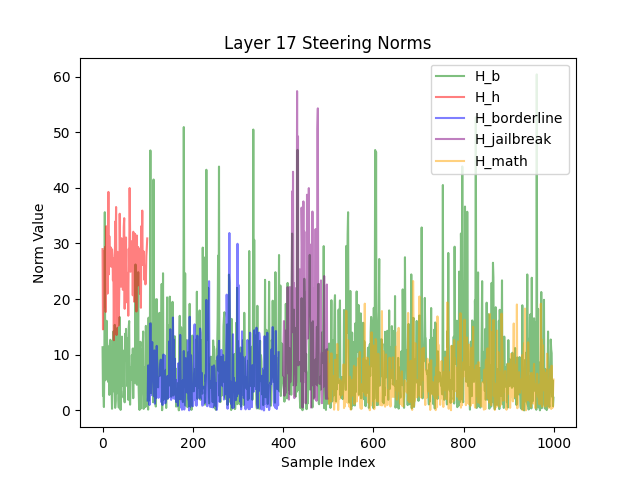 Layer 17 Steering Norms
Norm Value
60
50
40
30
20
10
0
H_b
H_h
H_borderline
H_jailbreak
H_math
0 200 400 600 800 1000
Sample Index